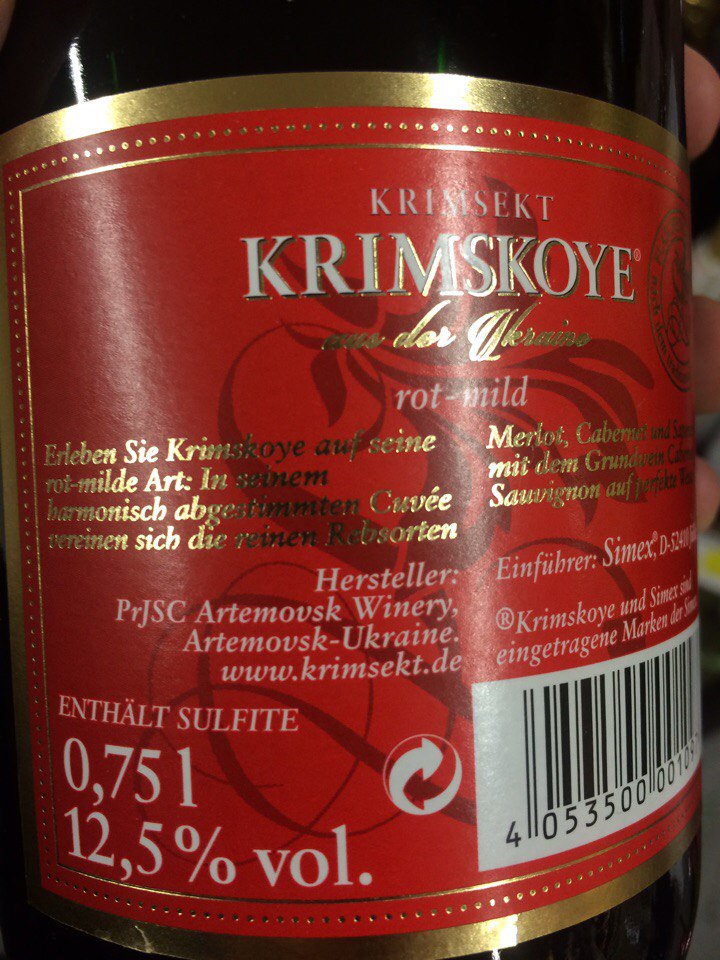 KRIMSEKT
KRIMSKOYE®
aus der Ukraine
rot-mild
Erleben Sie Krimskoye auf seine
rot-milde Art: In seinem
harmonisch abgestimmten Cuvée
vereinen sich die reinen Rebsorten
Merlot, Cabernet und
mit dem Grundwein
Sauvignon auf perfekte
Hersteller:
PrJSC Artemovsk Winery,
Artemovsk-Ukraine.
www.krimsekt.de
Einführer: Simex®, D-52410
®Krimskoye und Simex sind
eingetragene Marken der
ENTHÄLT SULFITE
0,75 l
12,5% vol.
4 053500 00109